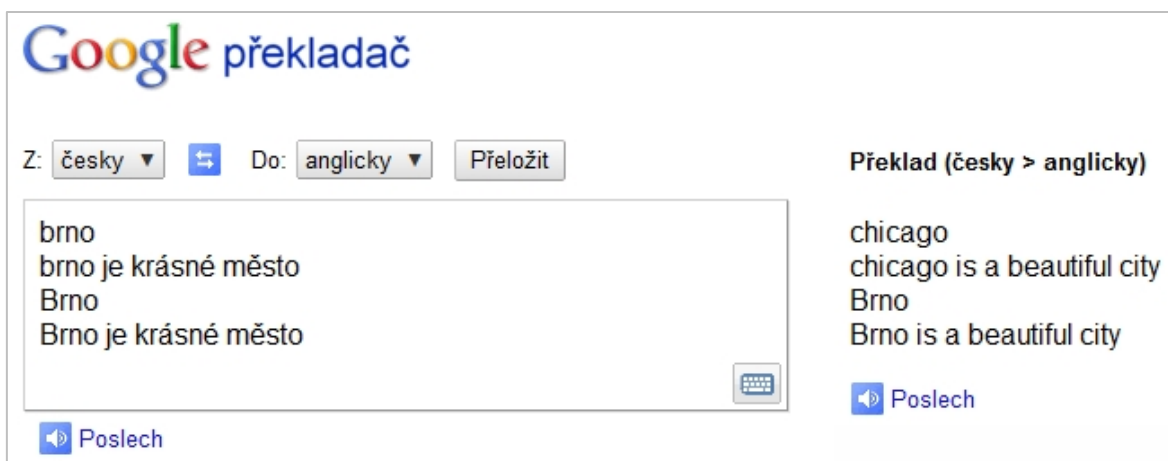 Google překladač
Z: česky Do: anglicky Přeložit
brno
brno je krásné město
Brno
Brno je krásné město
Poslech
Překlad (česky > anglicky)
chicago
chicago is a beautiful city
Brno
Brno is a beautiful city
Poslech